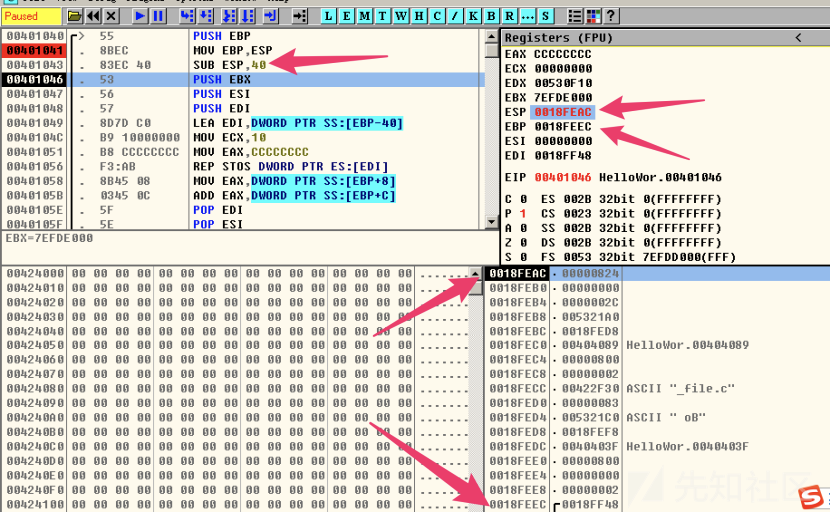 Paused
L E M T W H C / K B R ... S
?
00401040 > 55 PUSH EBP
00401041 . 8BEC MOV EBP,ESP
00401043 . 83EC 40 SUB ESP,40
00401046 . 53 PUSH EBX
00401047 . 56 PUSH ESI
00401048 . 57 PUSH EDI
00401049 . 8D7D C0 LEA EDI,DWORD PTR SS:[EBP-40]
0040104C . B9 10000000 MOV ECX,10
00401051 . B8 CCCCCCCC MOV EAX,CCCCCCCC
00401056 . F3:AB REP STOS DWORD PTR ES:[EDI]
00401058 . 8B45 08 MOV EAX,DWORD PTR SS:[EBP+8]
0040105B . 0345 0C ADD EAX,DWORD PTR SS:[EBP+C]
0040105E . 5F POP EDI
0040105F . 5E POP ESI
EBX=7EFDE000
Registers (FPU) <
EAX CCCCCCCC
ECX 00000000
EDX 00530F10
EBX 7EFDE000
ESP 0018FEAC
EBP 0018FEEC
ESI 00000000
EDI 0018FF48
EIP 00401046 HelloWor.00401046
C 0 ES 002B 32bit 0(FFFFFFFF)
P 1 CS 0023 32bit 0(FFFFFFFF)
A 0 SS 002B 32bit 0(FFFFFFFF)
Z 0 DS 002B 32bit 0(FFFFFFFF)
S 0 FS 0053 32bit 7EFDD000(FFF)
00424000 00 00 00 00 00 00 00 00 00 00 00 00 00 00 00 00 ........
00424010 00 00 00 00 00 00 00 00 00 00 00 00 00 00 00 00 ........
00424020 00 00 00 00 00 00 00 00 00 00 00 00 00 00 00 00 ........
00424030 00 00 00 00 00 00 00 00 00 00 00 00 00 00 00 00 ........
00424040 00 00 00 00 00 00 00 00 00 00 00 00 00 00 00 00 ........
00424050 00 00 00 00 00 00 00 00 00 00 00 00 00 00 00 00 ........
00424060 00 00 00 00 00 00 00 00 00 00 00 00 00 00 00 00 ........
00424070 00 00 00 00 00 00 00 00 00 00 00 00 00 00 00 00 ........
00424080 00 00 00 00 00 00 00 00 00 00 00 00 00 00 00 00 ........
00424090 00 00 00 00 00 00 00 00 00 00 00 00 00 00 00 00 ........
004240A0 00 00 00 00 00 00 00 00 00 00 00 00 00 00 00 00 ........
004240B0 00 00 00 00 00 00 00 00 00 00 00 00 00 00 00 00 ........
004240C0 00 00 00 00 00 00 00 00 00 00 00 00 00 00 00 00 ........
004240D0 00 00 00 00 00 00 00 00 00 00 00 00 00 00 00 00 ........
004240E0 00 00 00 00 00 00 00 00 00 00 00 00 00 00 00 00 ........
004240F0 00 00 00 00 00 00 00 00 00 00 00 00 00 00 00 00 ........
00424100 00 00 00 00 00 00 00 00 00 00 00 00 00 00 00 00 ........
0018FEAC 00000824
0018FEB0 00000000
0018FEB4 0000002C
0018FEB8 005321A0
0018FEBC 0018FED8
0018FEC0 00404089 HelloWor.00404089
0018FEC4 00000800
0018FEC8 00000002
0018FECC 00422F30 ASCII "_file.c"
0018FED0 00000083
0018FED4 005321C0 ASCII " oB"
0018FED8 0018FEF8
0018FEDC 0040403F HelloWor.0040403F
0018FEE0 00000800
0018FEE4 00000000
0018FEE8 00000002
0018FEEC 0018FF48
先知社区
S